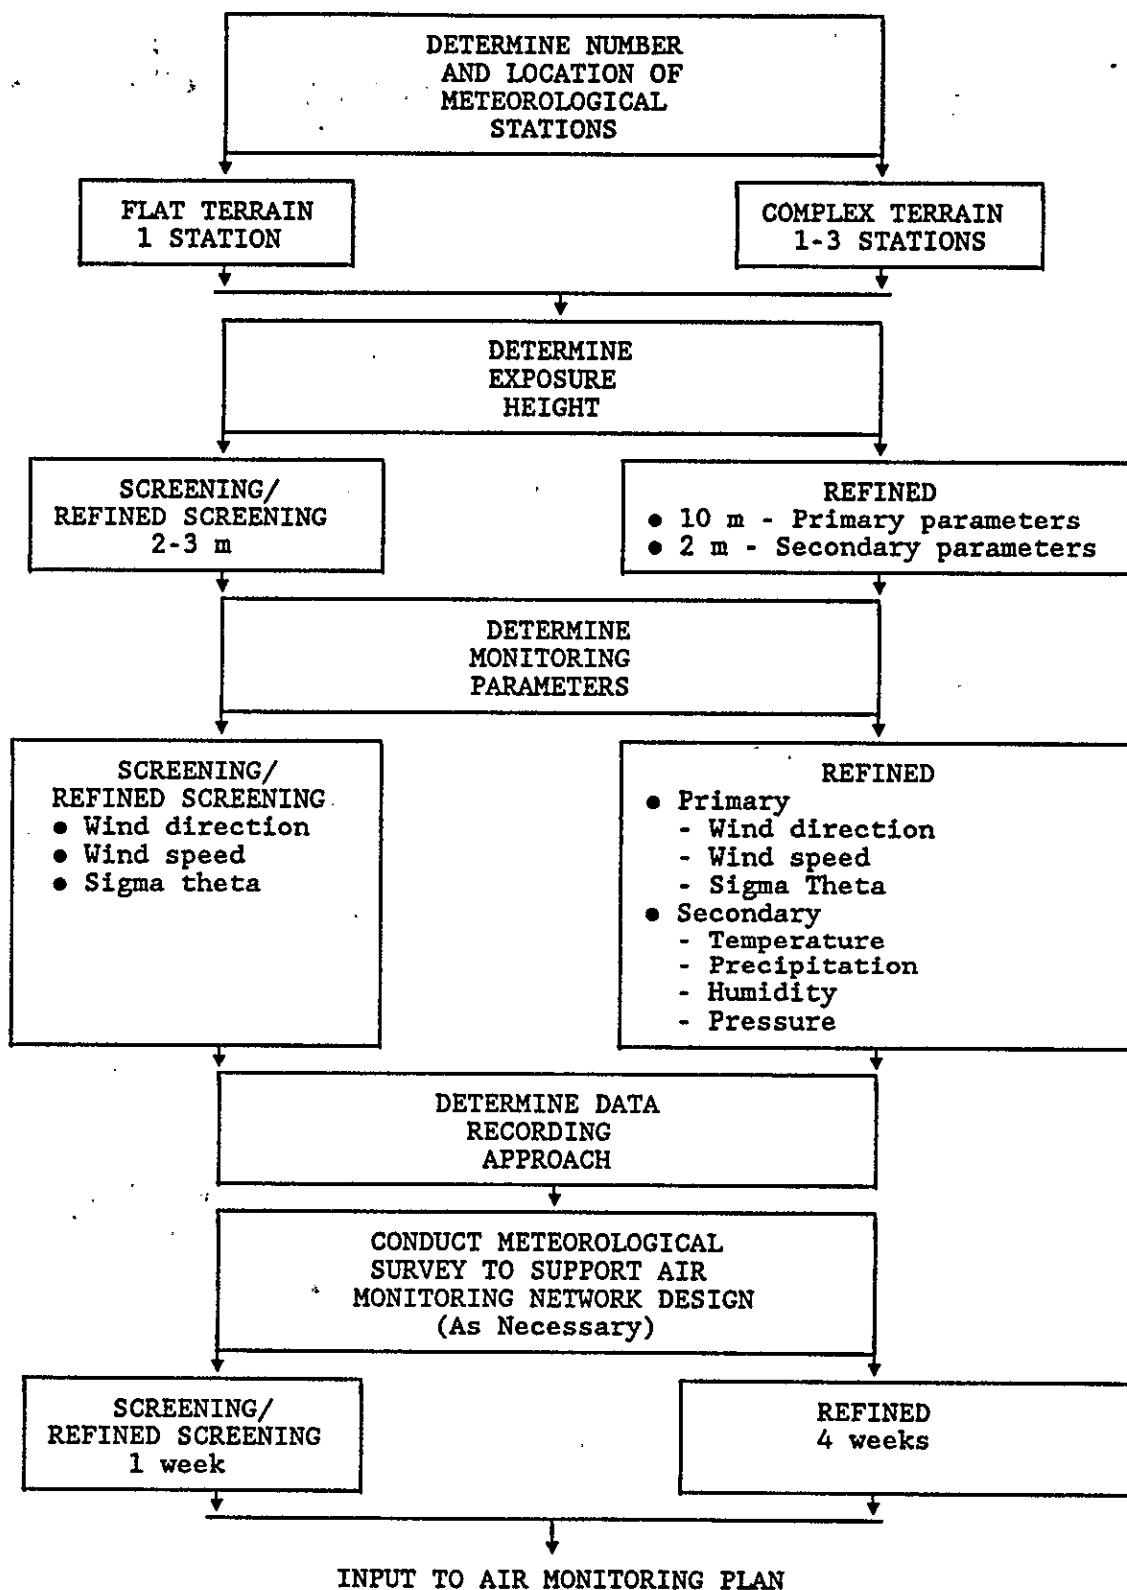 DETERMINE NUMBER
AND LOCATION OF
METEOROLOGICAL
STATIONS
FLAT TERRAIN
1 STATION
COMPLEX TERRAIN
1-3 STATIONS
DETERMINE
EXPOSURE
HEIGHT
SCREENING/
REFINED SCREENING
2-3 m
REFINED
● 10 m - Primary parameters
● 2 m - Secondary parameters
DETERMINE
MONITORING
PARAMETERS
SCREENING/
REFINED SCREENING
● Wind direction
● Wind speed
● Sigma theta
REFINED
● Primary
- Wind direction
- Wind speed
- Sigma Theta
● Secondary
- Temperature
- Precipitation
- Humidity
- Pressure
DETERMINE DATA
RECORDING
APPROACH
CONDUCT METEOROLOGICAL
SURVEY TO SUPPORT AIR
MONITORING NETWORK DESIGN
(As Necessary)
SCREENING/
REFINED SCREENING
1 week
REFINED
4 weeks
INPUT TO AIR MONITORING PLAN